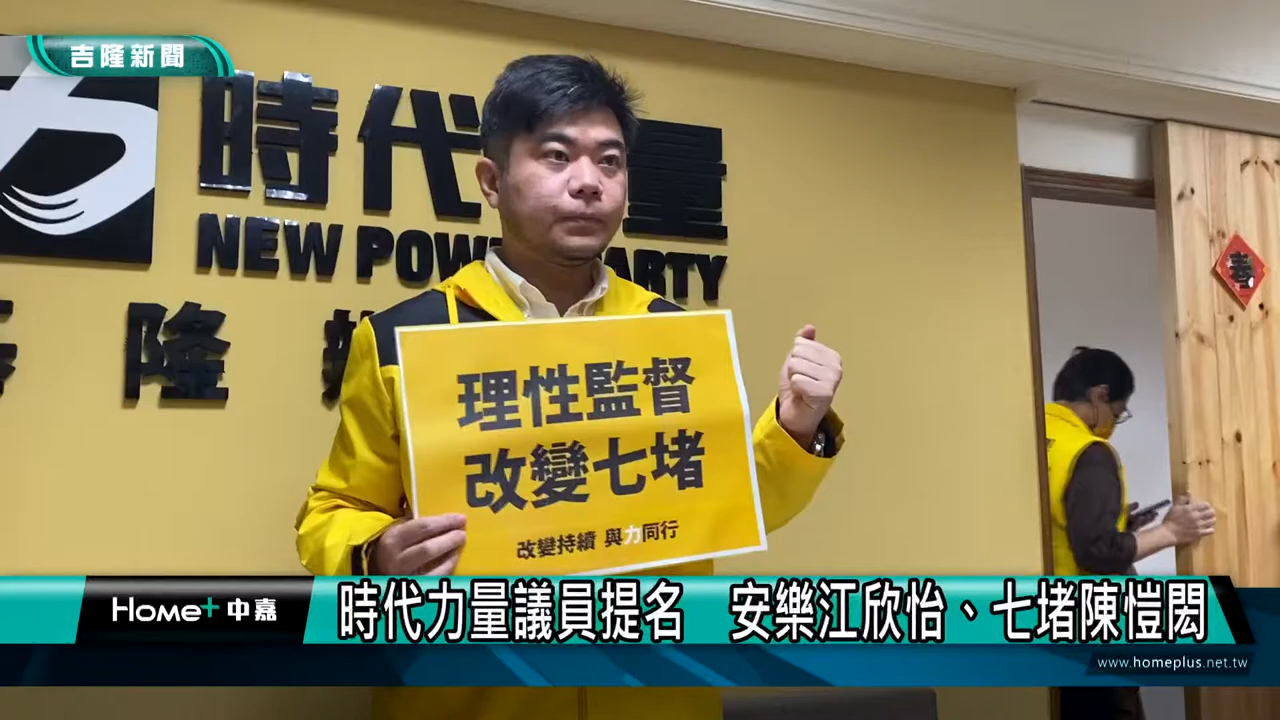 吉隆新聞
時代 量
NEW POW ARTY
隆
理性監督
改變七堵
改變持續 與力同行
Home+ 中嘉
時代力量議員提名 安樂江欣怡、七堵陳愷閎
www.homeplus.net.tw